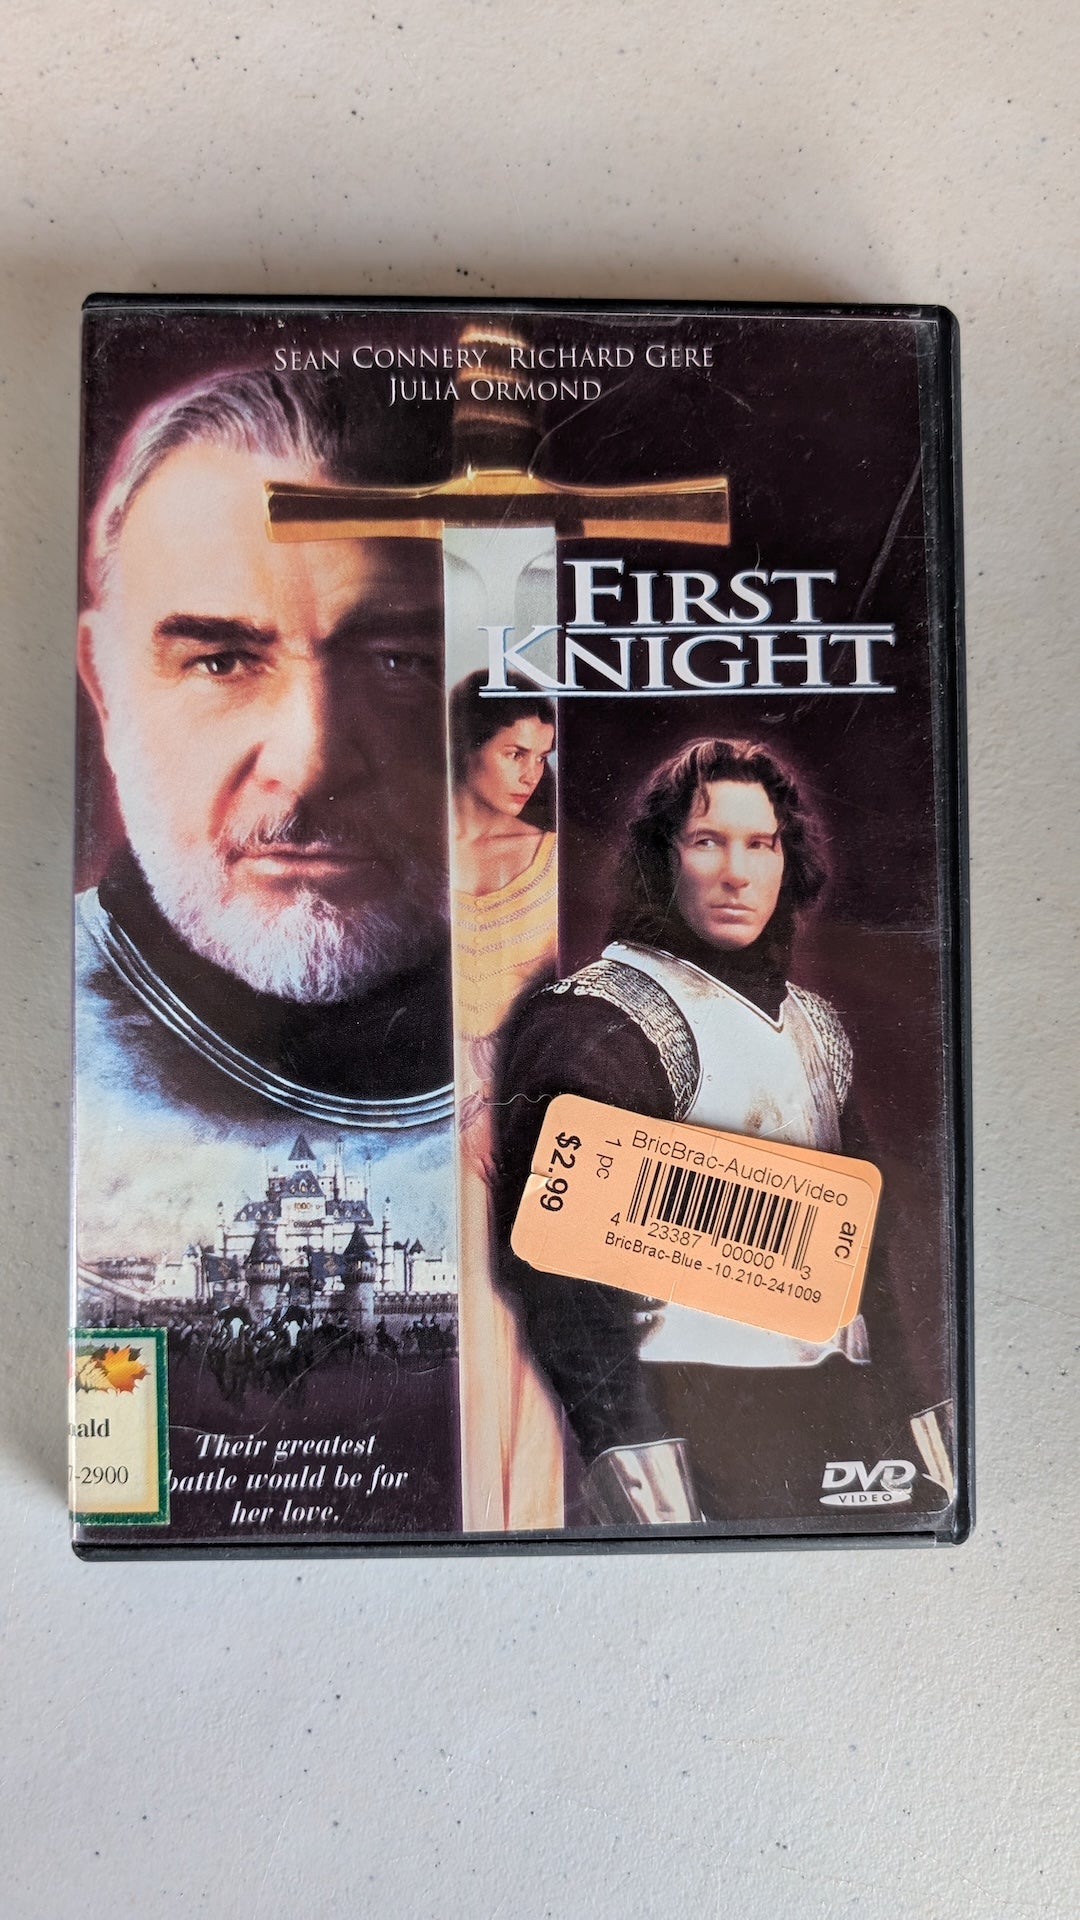 SEAN CONNERY RICHARD GERE
JULIA ORMOND
FIRST
KNIGHT
BricBrac-Audio/Video
1 pc
$2.99
arc
4 23387 00000 3
BricBrac-Blue -10.210-241009
nald
7-2900
Their greatest
battle would be for
her love.
DVD
VIDEO